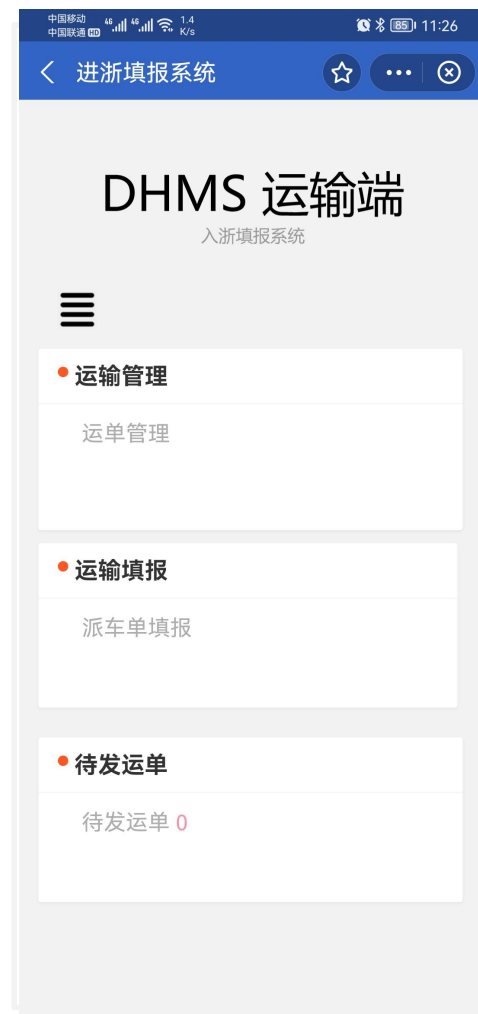 中国移动 46 46 1.4 85 11:26
中国联通 HD K/s
进浙填报系统
DHMS 运输端
入浙填报系统
运输管理
运单管理
运输填报
派车单填报
待发运单
待发运单 0